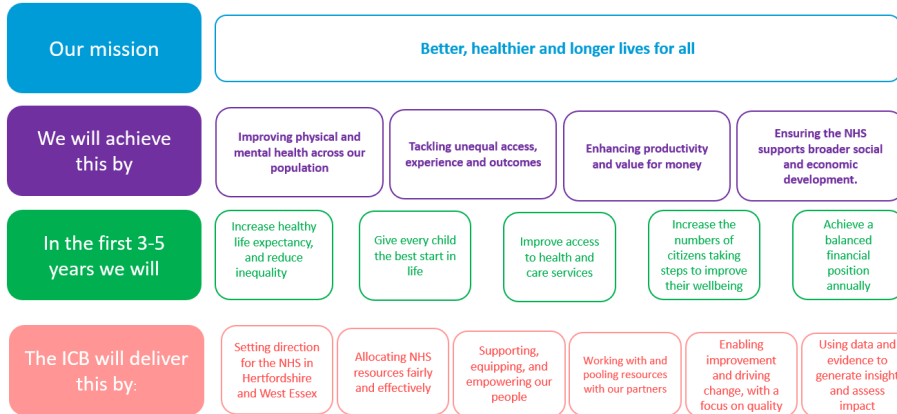 Our mission
Better, healthier and longer lives for all
We will achieve
this by
Improving physical and
mental health across our
population
Tackling unequal access,
experience and outcomes
Enhancing productivity
and value for money
Ensuring the NHS
supports broader social
and economic
development.
In the first 3-5
years we will
Increase healthy
life expectancy,
and reduce
inequality
Give every child
the best start in
life
Improve access
to health and
care services
Increase the
numbers of
citizens taking
steps to improve
their wellbeing
Achieve a
balanced
financial
position
annually
The ICB will deliver
this by:
Setting direction
for the NHS in
Hertfordshire
and West Essex
Allocating NHS
resources fairly
and effectively
Supporting,
equipping, and
empowering our
people
Working with and
pooling resources
with our partners
Enabling
improvement
and driving
change, with a
focus on quality
Using data and
evidence to
generate insight
and assess
impact